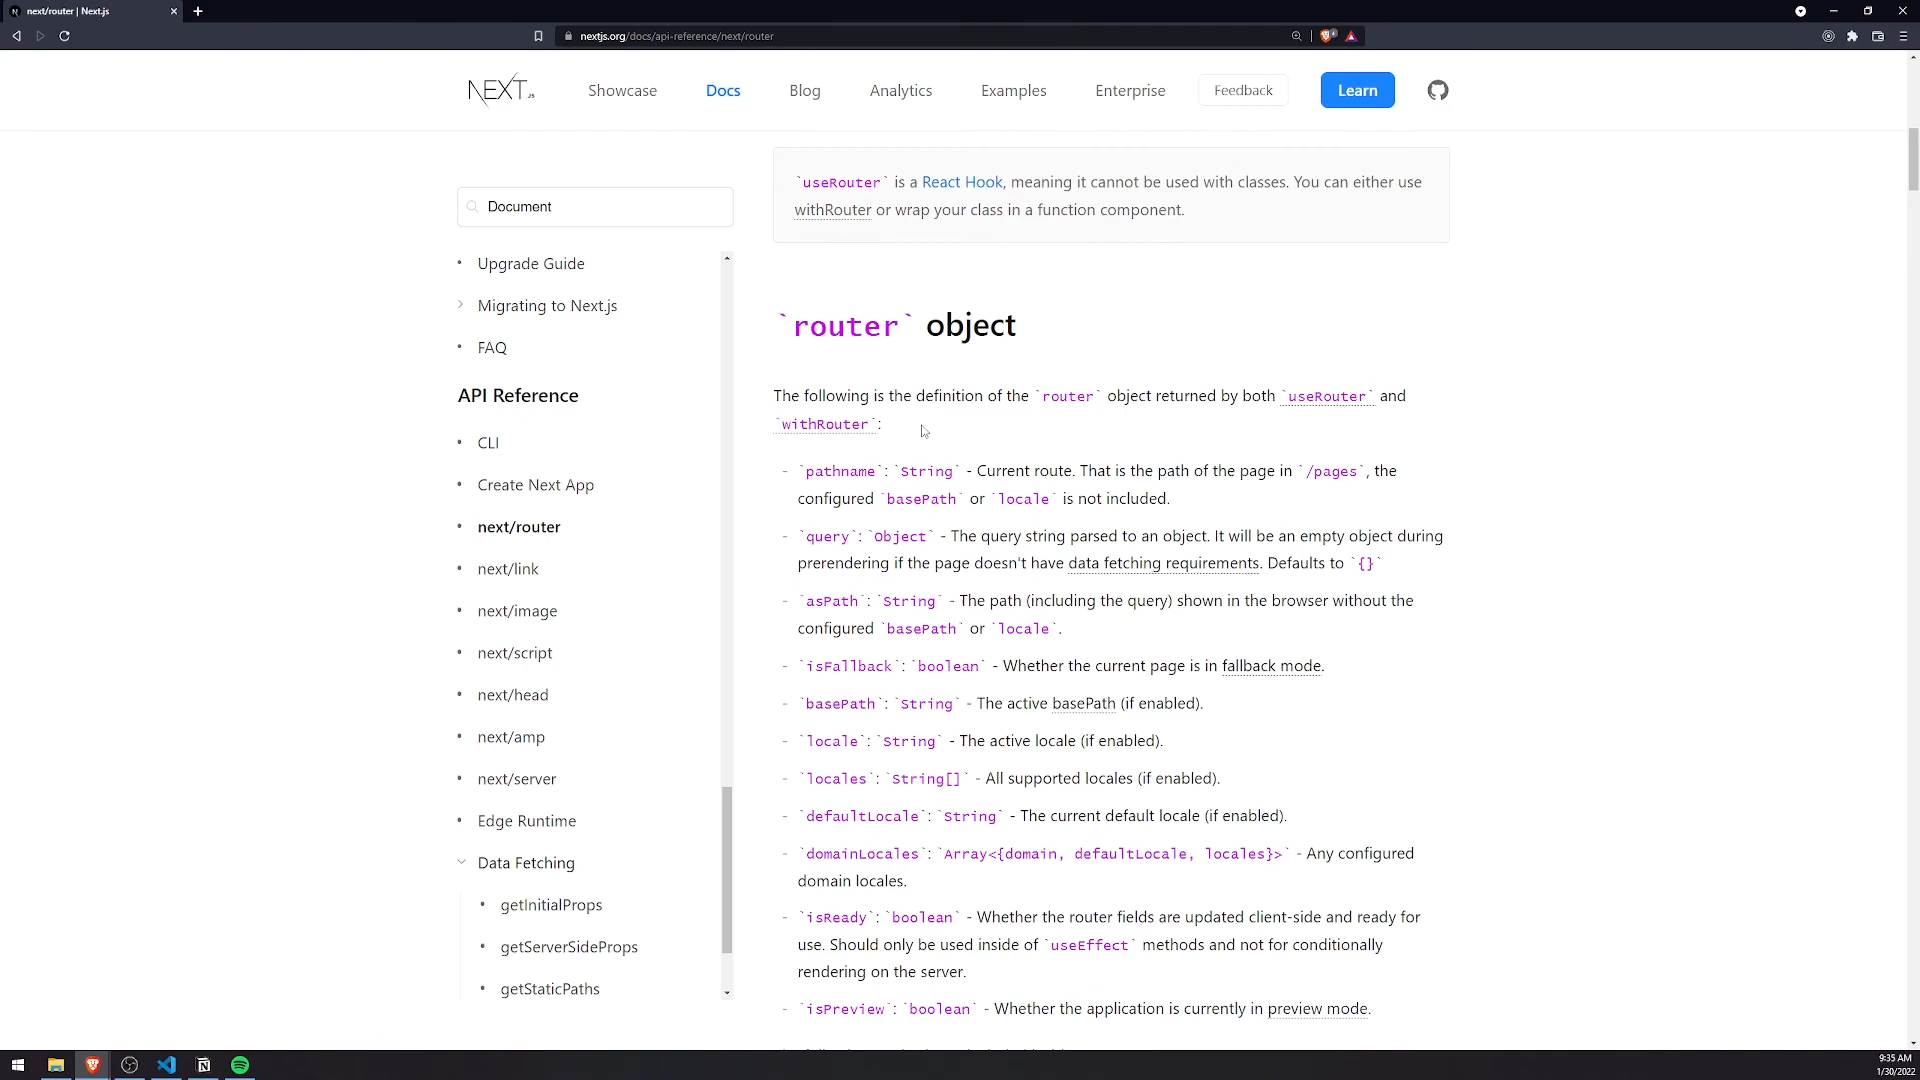 next/router | Next.js
nextjs.org/docs/api-reference/next/router
NEXT.JS
Showcase
Docs
Blog
Analytics
Examples
Enterprise
Feedback
Learn
Document
Upgrade Guide
Migrating to Next.js
FAQ
API Reference
CLI
Create Next App
next/router
next/link
next/image
next/script
next/head
next/amp
next/server
Edge Runtime
Data Fetching
getInitialProps
getServerSideProps
getStaticPaths
`useRouter` is a React Hook, meaning it cannot be used with classes. You can either use
withRouter or wrap your class in a function component.
`router` object
The following is the definition of the `router` object returned by both `useRouter` and
`withRouter`:
- `pathname`: `String` - Current route. That is the path of the page in `/pages`, the
configured `basePath` or `locale` is not included.
- `query`: `Object` - The query string parsed to an object. It will be an empty object during
prerendering if the page doesn't have data fetching requirements. Defaults to `{}`
- `asPath`: `String` - The path (including the query) shown in the browser without the
configured `basePath` or `locale`.
- `isFallback`: `boolean` - Whether the current page is in fallback mode.
- `basePath`: `String` - The active basePath (if enabled).
- `locale`: `String` - The active locale (if enabled).
- `locales`: `String[]` - All supported locales (if enabled).
- `defaultLocale`: `String` - The current default locale (if enabled).
- `domainLocales`: `Array<{domain, defaultLocale, locales}>` - Any configured
domain locales.
- `isReady`: `boolean` - Whether the router fields are updated client-side and ready for
use. Should only be used inside of `useEffect` methods and not for conditionally
rendering on the server.
- `isPreview`: `boolean` - Whether the application is currently in preview mode.
9:35 AM
1/30/2022